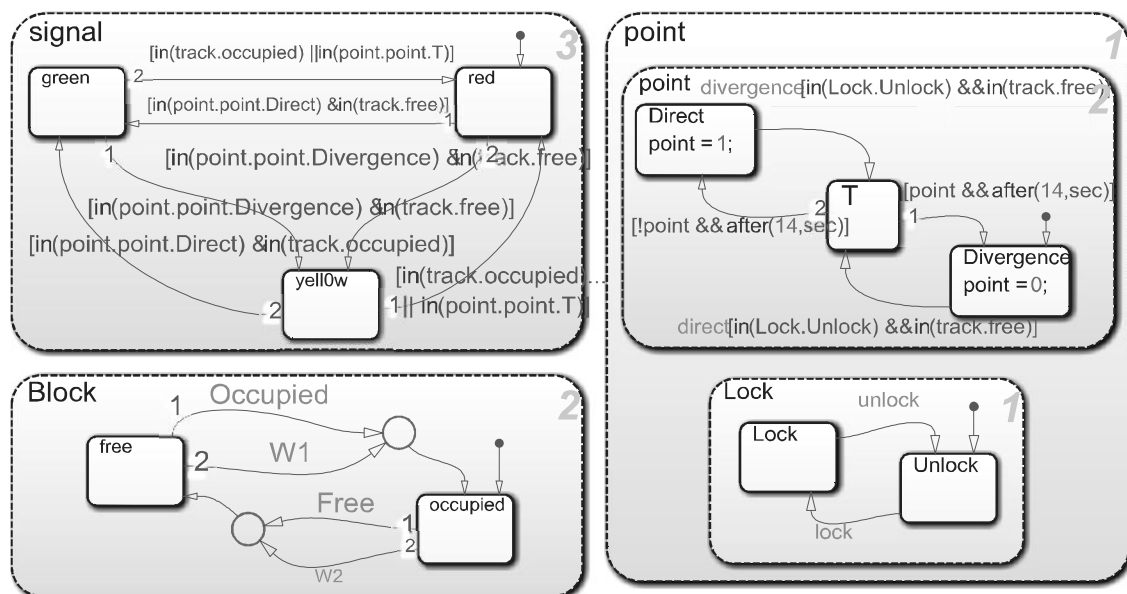 signal
3
[in(track.occupied) ||in(point.point.T)]
green
2
red
[in(point.point.Direct) &in(track.free)]
1
1
[in(point.point.Divergence) &in(track.free)]
2
[in(point.point.Divergence) &in(track.free)]
[in(point.point.Direct) &in(track.occupied)]
yell0w
[in(track.occupied) ...
2
1
|| in(point.point.T)]
Block
2
1
Occupied
free
2
W1
Free
occupied
1
2
W2
point
1
point
divergence[in(Lock.Unlock) &&in(track.free)]
2
Direct
point = 1;
T
[point &&after(14,sec)]
2
1
[!point &&after(14,sec)]
Divergence
point = 0;
direct[in(Lock.Unlock) &&in(track.free)]
Lock
1
unlock
Lock
Unlock
lock